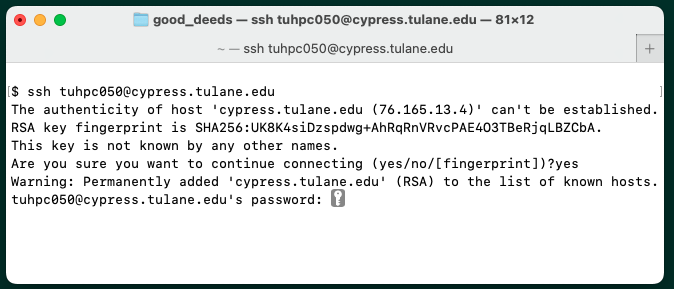 good_deeds — ssh tuhpc050@cypress.tulane.edu — 81×12
~ — ssh tuhpc050@cypress.tulane.edu
+
[$ ssh tuhpc050@cypress.tulane.edu ]
The authenticity of host 'cypress.tulane.edu (76.165.13.4)' can't be established.
RSA key fingerprint is SHA256:UK8K4siDzspdwg+AhRqRnVRvcPAE4O3TBeRjqLBZCbA.
This key is not known by any other names.
Are you sure you want to continue connecting (yes/no/[fingerprint])?yes
Warning: Permanently added 'cypress.tulane.edu' (RSA) to the list of known hosts.
tuhpc050@cypress.tulane.edu's password: